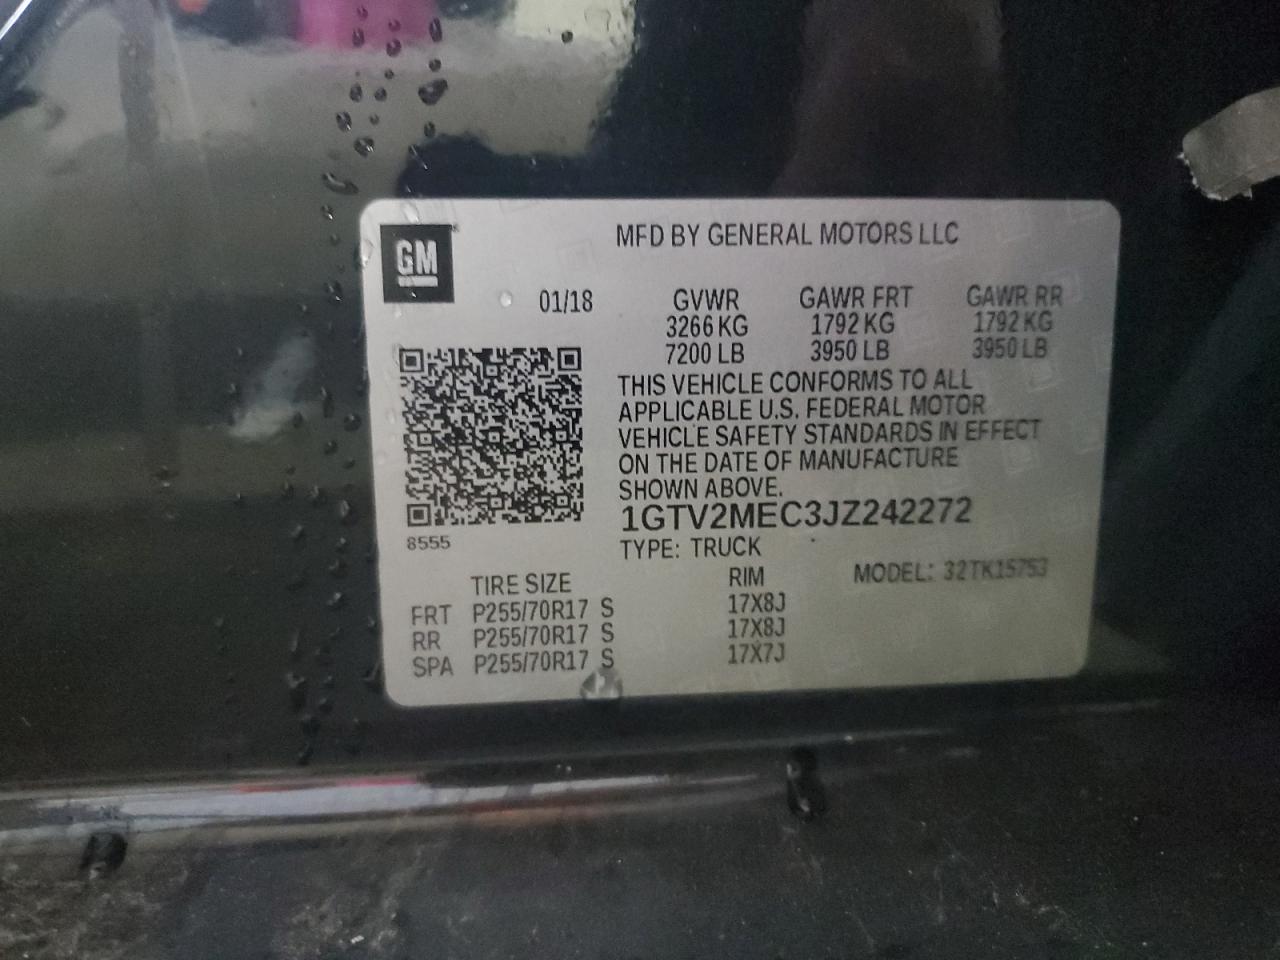 GM
MFD BY GENERAL MOTORS LLC
01/18 GVWR GAWR FRT GAWR RR
3266 KG 1792 KG 1792 KG
7200 LB 3950 LB 3950 LB
THIS VEHICLE CONFORMS TO ALL
APPLICABLE U.S. FEDERAL MOTOR
VEHICLE SAFETY STANDARDS IN EFFECT
ON THE DATE OF MANUFACTURE
SHOWN ABOVE.
1GTV2MEC3JZ242272
8555
TYPE: TRUCK
MODEL: 32TK15753
TIRE SIZE RIM
FRT P255/70R17 S 17X8J
RR P255/70R17 S 17X8J
SPA P255/70R17 S 17X7J